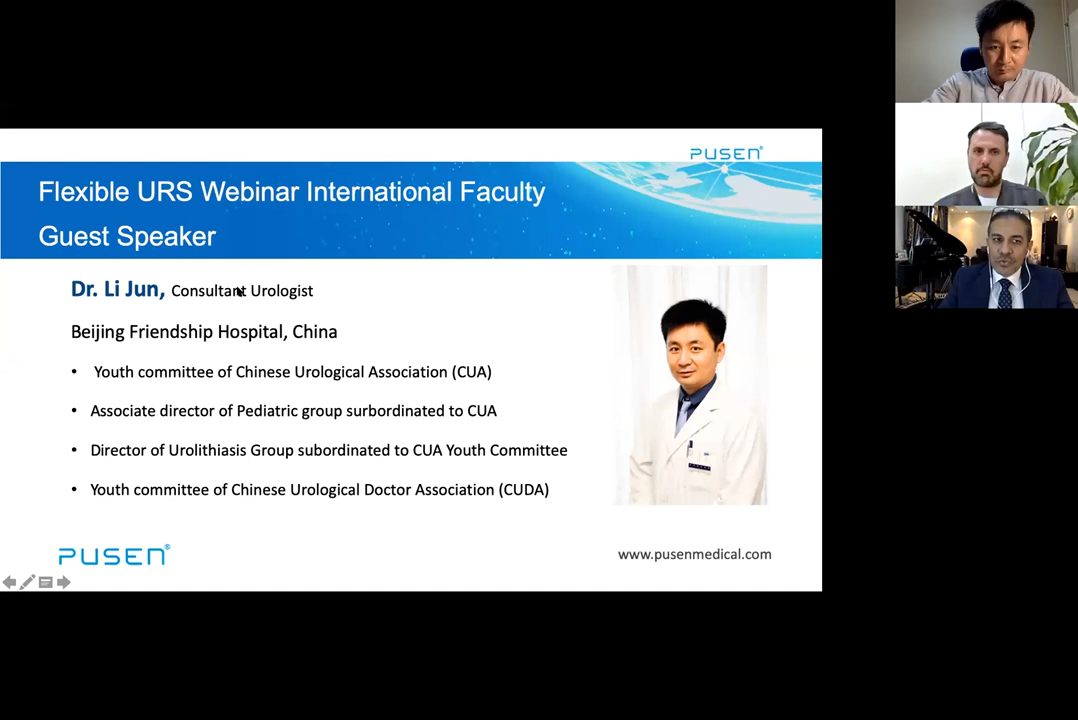 PUSEN®
Flexible URS Webinar International Faculty
Guest Speaker
Dr. Li Jun, Consultant Urologist
Beijing Friendship Hospital, China
• Youth committee of Chinese Urological Association (CUA)
• Associate director of Pediatric group surbordinated to CUA
• Director of Urolithiasis Group subordinated to CUA Youth Committee
• Youth committee of Chinese Urological Doctor Association (CUDA)
PUSEN®
www.pusenmedical.com